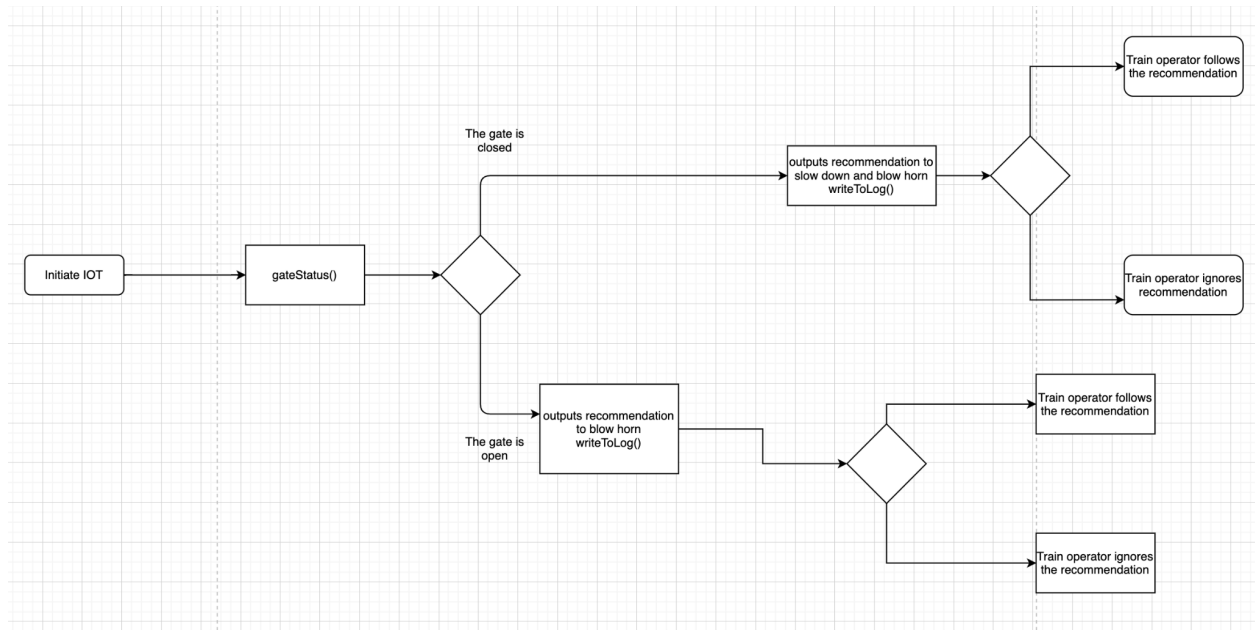 Train operator follows
the recommendation
The gate is
closed
outputs recommendation to
slow down and blow horn
writeToLog()
Initiate IOT
gateStatus()
Train operator ignores
recommendation
outputs recommendation
to blow horn
writeToLog()
The gate is
open
Train operator follows
the recommendation
Train operator ignores
the recommendation